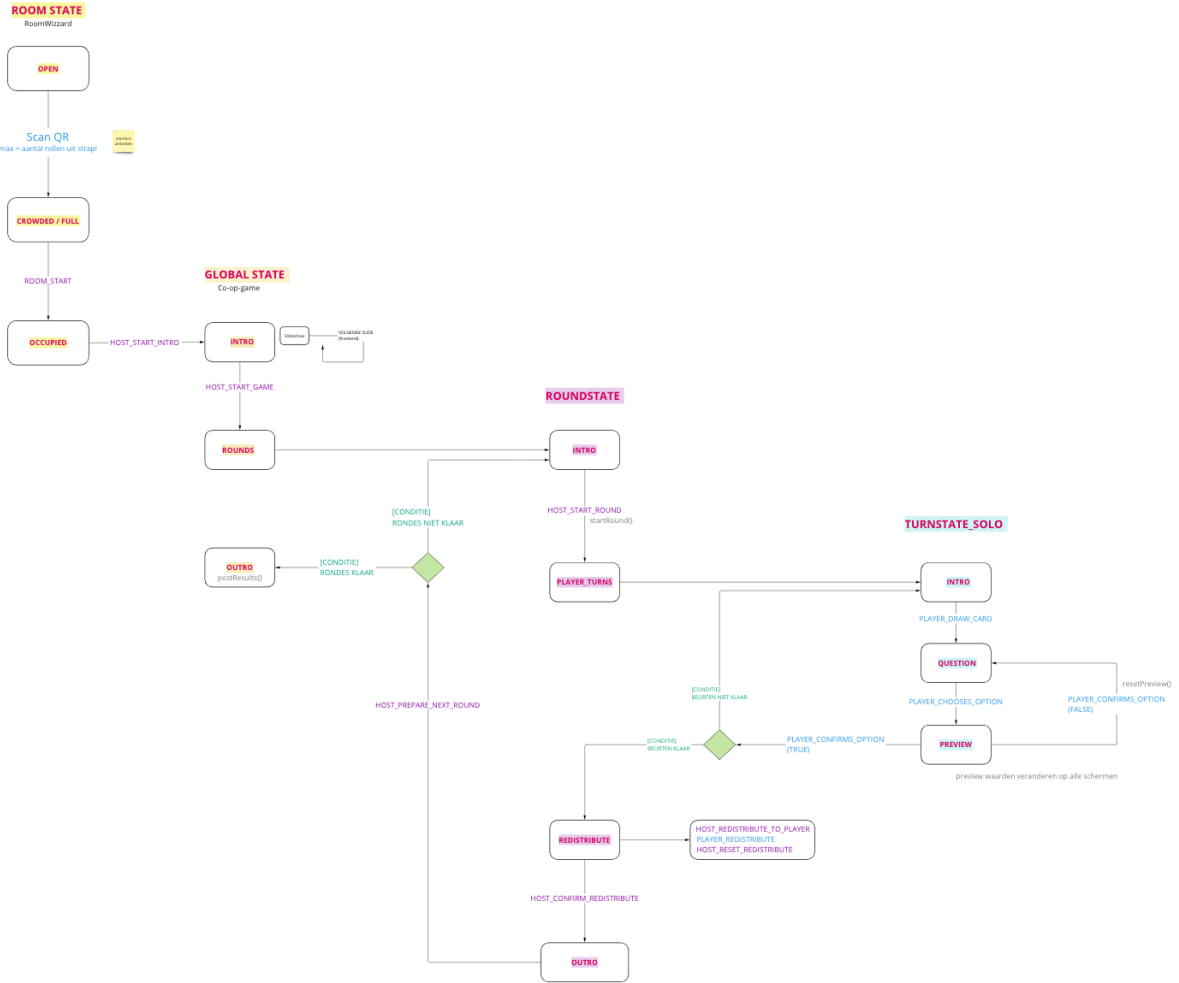 ROOM STATE
RoomWizzard
OPEN
Scan QR
max = aantal rollen uit strapi
CROWDED / FULL
ROOM_START
OCCUPIED
HOST_START_INTRO
GLOBAL STATE
Co-op-game
INTRO
Slideshow
VOLGENDE SLIDE
(frontend)
HOST_START_GAME
ROUNDS
[CONDITIE]
RONDES NIET KLAAR
[CONDITIE]
RONDES KLAAR
OUTRO
postResults()
HOST_PREPARE_NEXT_ROUND
ROUNDSTATE
INTRO
HOST_START_ROUND
startRound()
PLAYER_TURNS
TURNSTATE_SOLO
INTRO
PLAYER_DRAW_CARD
QUESTION
PLAYER_CHOOSES_OPTION
resetPreview()
PLAYER_CONFIRMS_OPTION
(FALSE)
PREVIEW
preview waarden veranderen op alle schermen
PLAYER_CONFIRMS_OPTION
(TRUE)
[CONDITIE]
BEURTEN NIET KLAAR
[CONDITIE]
BEURTEN KLAAR
REDISTRIBUTE
HOST_REDISTRIBUTE_TO_PLAYER
PLAYER_REDISTRIBUTE
HOST_RESET_REDISTRIBUTE
HOST_CONFIRM_REDISTRIBUTE
OUTRO